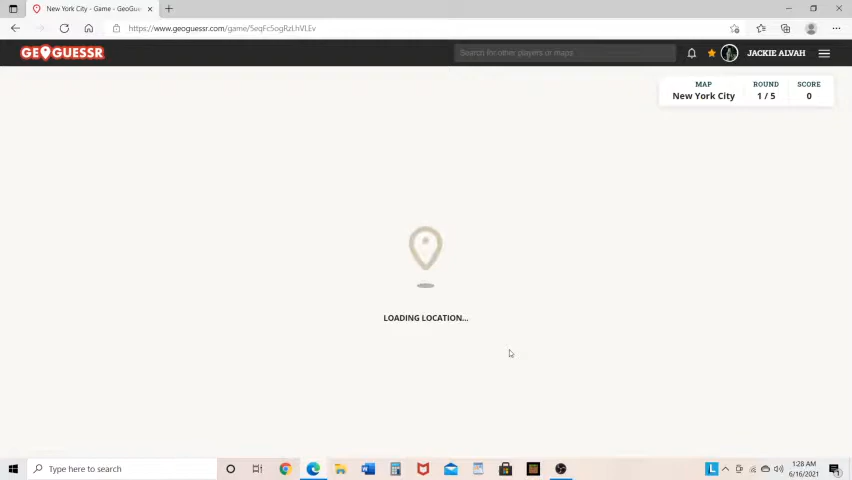 New York City - Game - GeoGues
https://www.geoguessr.com/game/5eqFc5ogRzLhVLEv
GEOGUESSR
Search for other players or maps
JACKIE ALVAH
MAP ROUND SCORE
New York City 1 / 5 0
LOADING LOCATION...
Type here to search
L
1:28 AM
6/16/2021
1